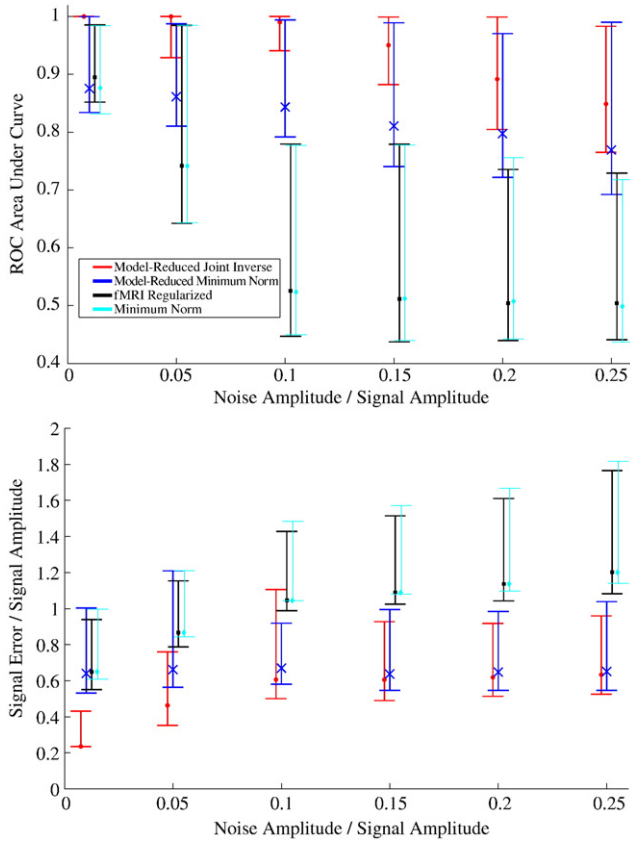 1
0.9
0.8
0.7
0.6
0.5
0.4
ROC Area Under Curve
Model-Reduced Joint Inverse
Model-Reduced Minimum Norm
fMRI Regularized
Minimum Norm
0 0.05 0.1 0.15 0.2 0.25
Noise Amplitude / Signal Amplitude
2
1.8
1.6
1.4
1.2
1
0.8
0.6
0.4
0.2
0
Signal Error / Signal Amplitude
0 0.05 0.1 0.15 0.2 0.25
Noise Amplitude / Signal Amplitude